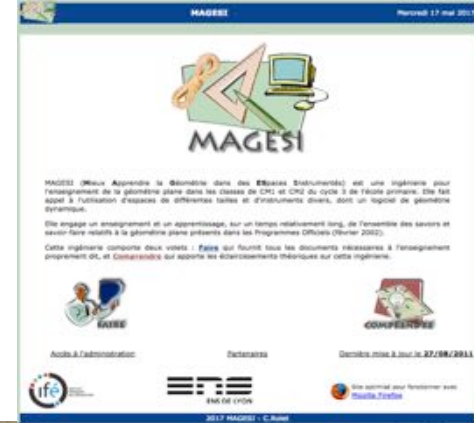 MAGESI
Mercredi 17 mai 2017
MAGESI
MAGESI (Mieux Apprendre la Géométrie dans des ESpaces Instrumentés) est une ingénierie pour
l'enseignement de la géométrie plane dans les classes de CM1 et CM2 du cycle 3 de l'école primaire. Elle fait
appel à l'utilisation d'espaces de différentes tailles et d'instruments divers, dont un logiciel de géométrie
dynamique.
Elle engage un enseignement et un apprentissage, sur un temps relativement long, de l'ensemble des savoirs et
savoir-faire relatifs à la géométrie plane présents dans les Programmes Officiels (février 2002).
Cette ingénierie comporte deux volets : Faire qui fournit tous les documents nécessaires à l'enseignement
proprement dit, et Comprendre qui apporte les éclaircissements théoriques sur cette ingénierie.
FAIRE
COMPRENDRE
Accès à l'administration
Partenaires
Dernière mise à jour le 27/08/2011
ifé
ENS
ENS DE LYON
Site optimisé pour fonctionner avec
Mozilla Firefox
2017 MAGESI - C.Rolet